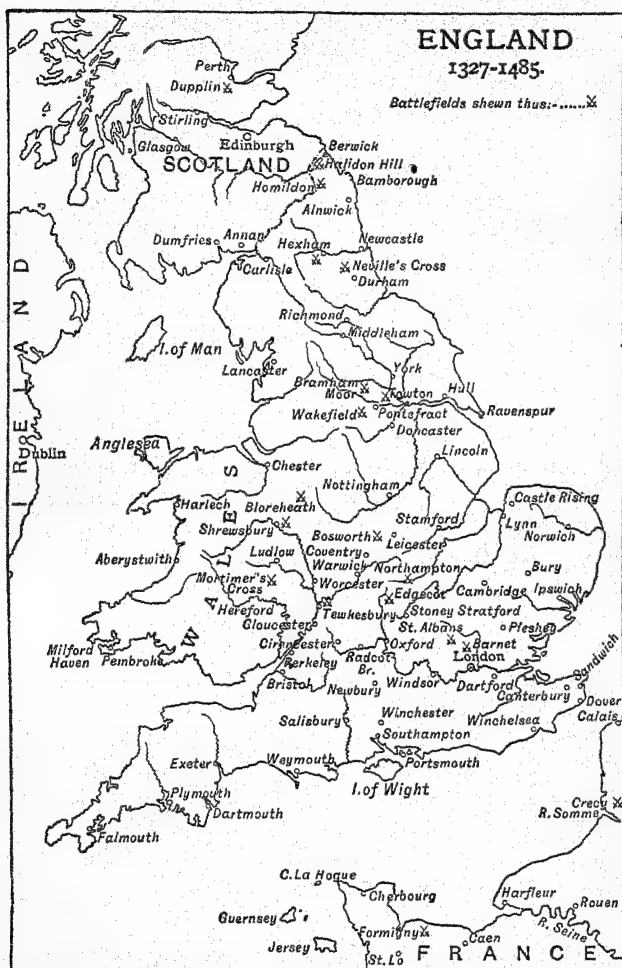 ENGLAND
1327-1485.
Battlefields shewn thus:-......
Perth
Dupplin
Stirling
Edinburgh
Glasgow
SCOTLAND
Berwick
Halidon Hill
Homildon
Bamborough
Alnwick
Dumfries
Annan
Hexham
Newcastle
Carlisle
Neville's Cross
Durham
IRELAND
Richmond
Middleham
I. of Man
Lancaster
York
Bramham
Moor
Towton
Hull
Wakefield
Pontefract
Ravenspur
Doncaster
Dublin
Anglesea
Lincoln
Chester
WALES
Nottingham
Harlech
Bloreheath
Castle Rising
Shrewsbury
Stamford
Lynn
Norwich
Bosworth
Leicester
Aberystwith
Ludlow
Coventry
Warwick
Northampton
Bury
Mortimer's
Cross
Worcester
Cambridge
Ipswich
Edgecot
Hereford
Tewkesbury
Stoney Stratford
Gloucester
St. Albans
Pleshey
Milford
Haven
Pembroke
Cirencester
Oxford
Barnet
Berkeley
Radcot
Br.
London
Sandwich
Bristol
Newbury
Windsor
Dartford
Canterbury
Dover
Calais
Salisbury
Winchester
Winchelsea
Southampton
Exeter
Weymouth
Portsmouth
I. of Wight
Plymouth
Dartmouth
Crecy
R. Somme
Falmouth
C. La Hogue
Cherbourg
Harfleur
Rouen
Guernsey
R. Seine
Formigny
Caen
Jersey
St. Lo
FRANCE